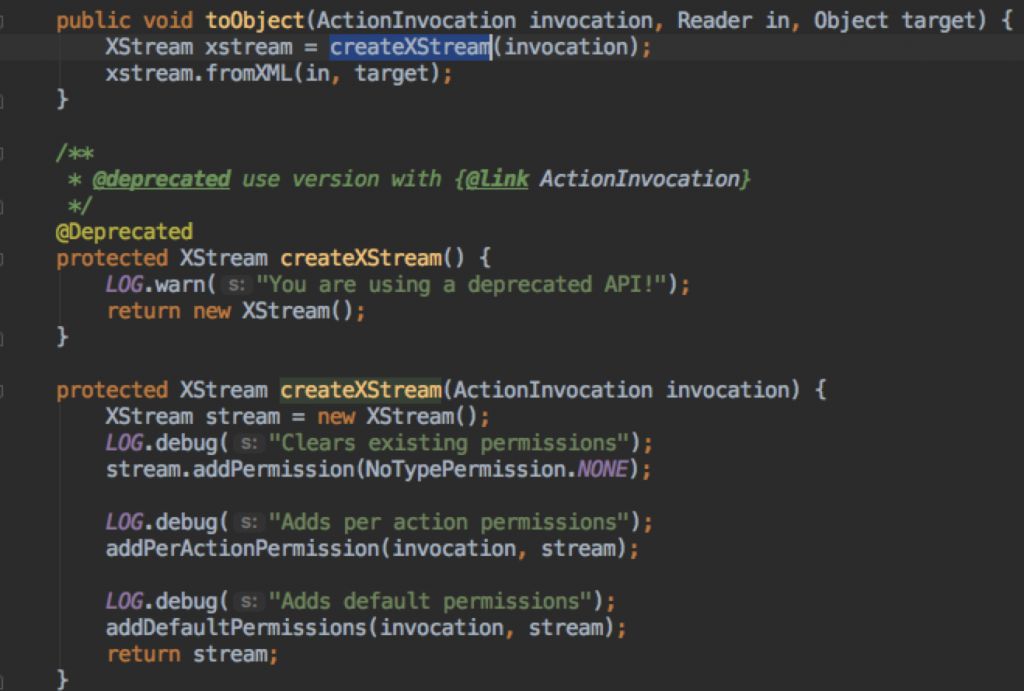 public void toObject(ActionInvocation invocation, Reader in, Object target) {
XStream xstream = createXStream(invocation);
xstream.fromXML(in, target);
}
/**
* @deprecated use version with {@link ActionInvocation}
*/
@Deprecated
protected XStream createXStream() {
LOG.warn( s: "You are using a deprecated API!");
return new XStream();
}
protected XStream createXStream(ActionInvocation invocation) {
XStream stream = new XStream();
LOG.debug( s: "Clears existing permissions");
stream.addPermission(NoTypePermission.NONE);
LOG.debug( s: "Adds per action permissions");
addPerActionPermission(invocation, stream);
LOG.debug( s: "Adds default permissions");
addDefaultPermissions(invocation, stream);
return stream;
}